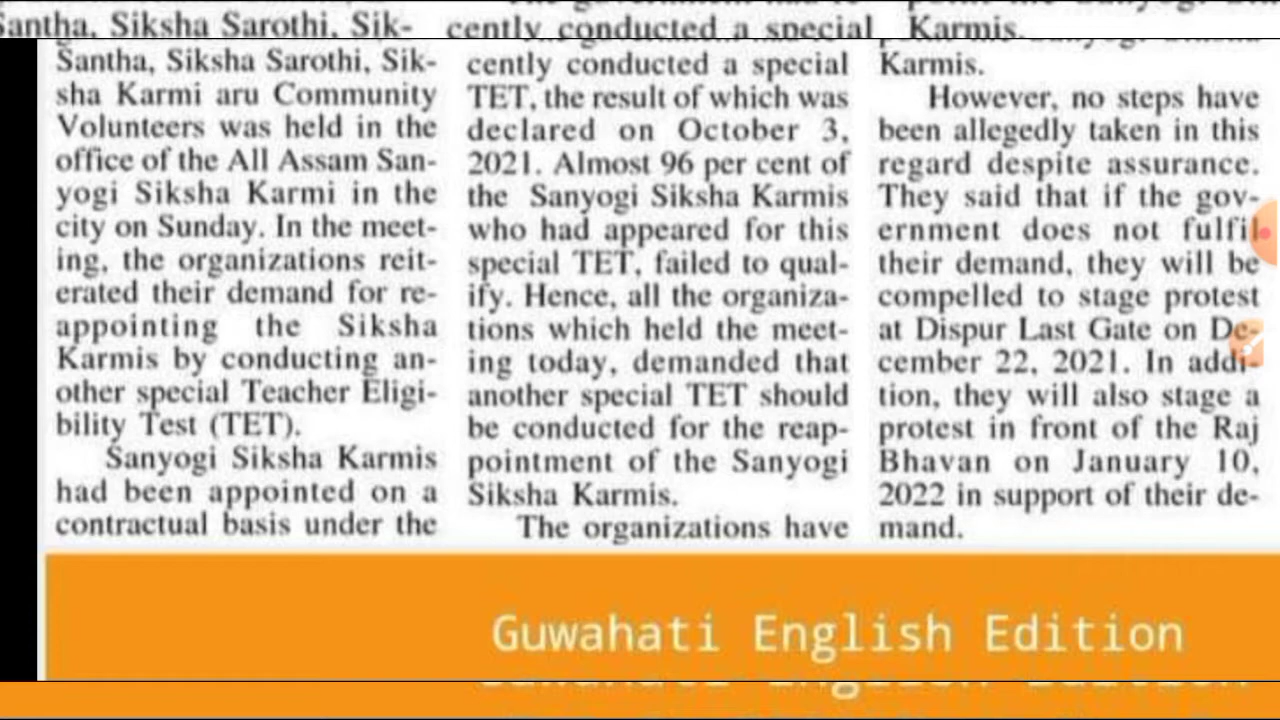 Santha, Siksha Sarothi, Sik-
Santha, Siksha Sarothi, Sik-
sha Karmi aru Community
Volunteers was held in the
office of the All Assam San-
yogi Siksha Karmi in the
city on Sunday. In the meet-
ing, the organizations reit-
erated their demand for re-
appointing the Siksha
Karmis by conducting an-
other special Teacher Eligi-
bility Test (TET).
Sanyogi Siksha Karmis
had been appointed on a
contractual basis under the
cently conducted a special
cently conducted a special
TET, the result of which was
declared on October 3,
2021. Almost 96 per cent of
the Sanyogi Siksha Karmis
who had appeared for this
special TET, failed to qual-
ify. Hence, all the organiza-
tions which held the meet-
ing today, demanded that
another special TET should
be conducted for the reap-
pointment of the Sanyogi
Siksha Karmis.
The organizations have
Karmis.
Karmis.
However, no steps have
been allegedly taken in this
regard despite assurance.
They said that if the gov-
ernment does not fulfil
their demand, they will be
compelled to stage protest
at Dispur Last Gate on De-
cember 22, 2021. In addi-
tion, they will also stage a
protest in front of the Raj
Bhavan on January 10,
2022 in support of their de-
mand.
Guwahati English Edition